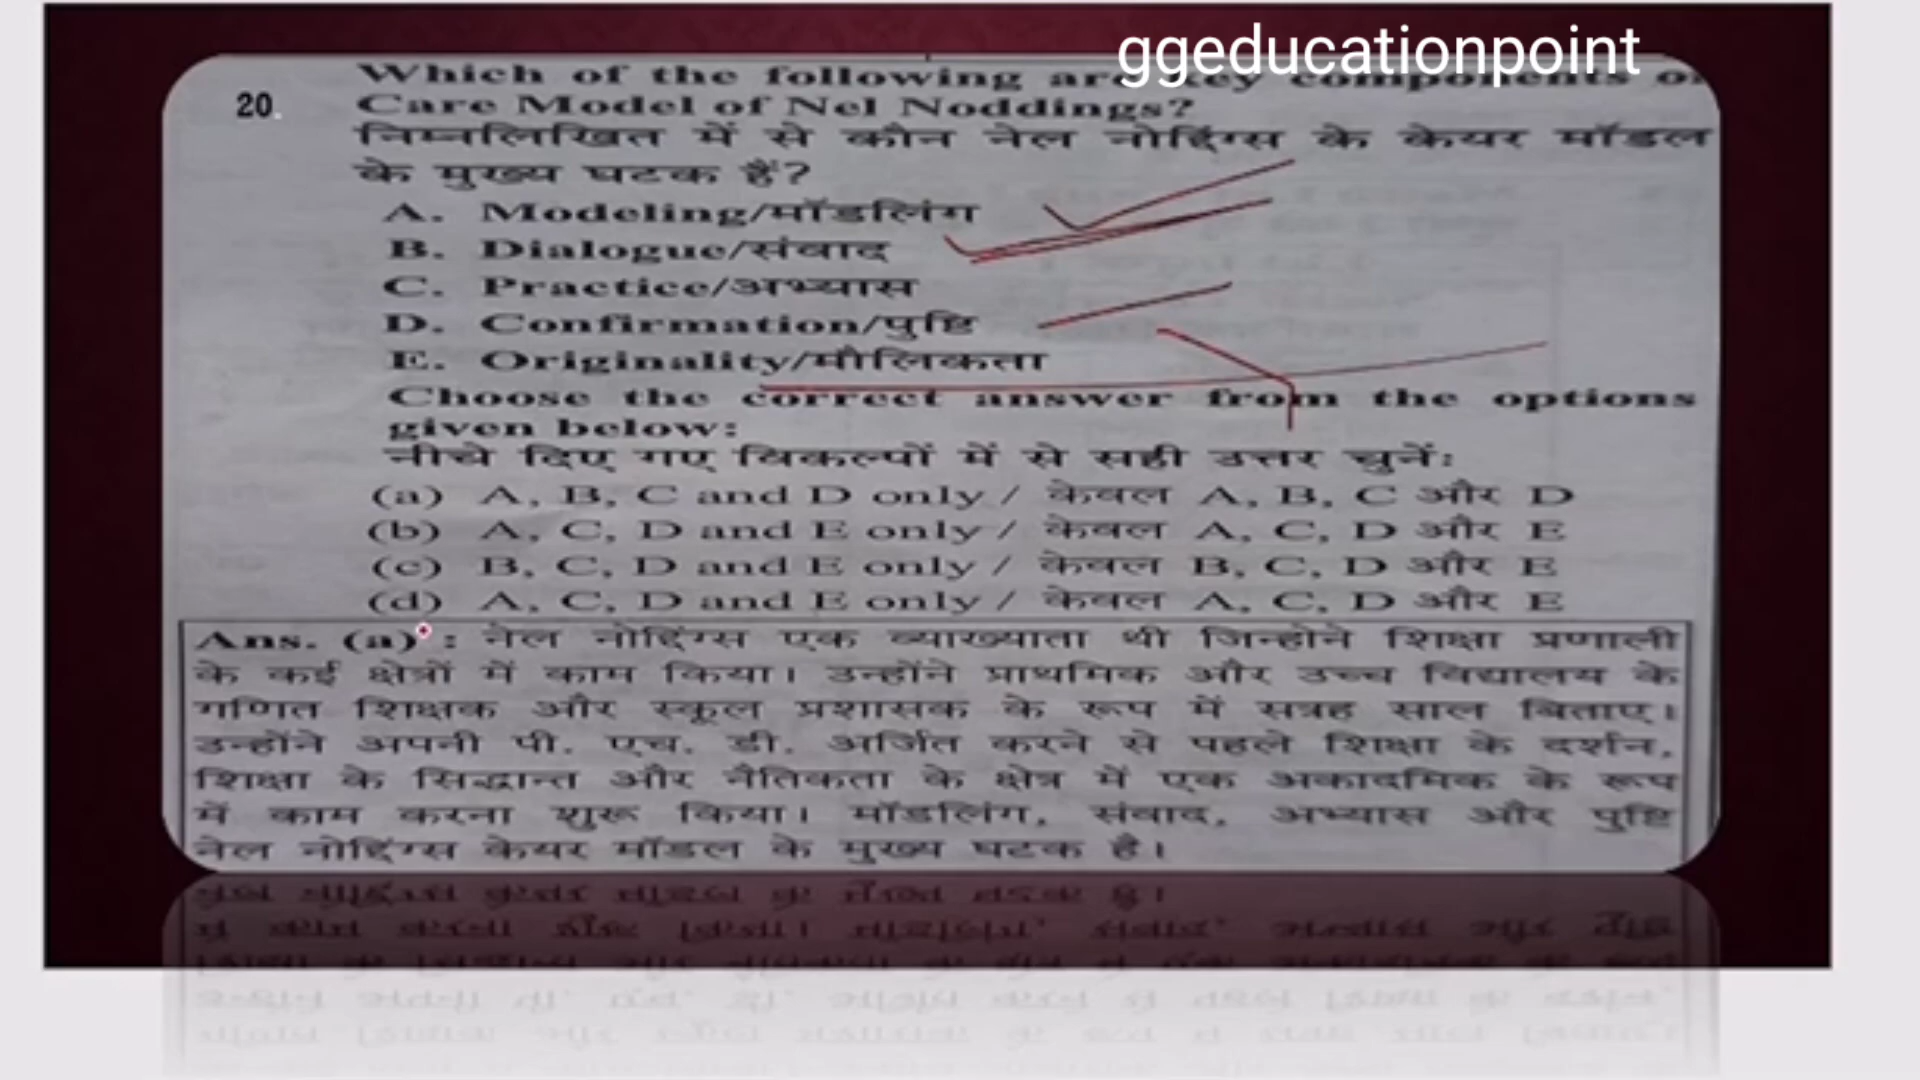 ggeducationpoint
Which of the following are key components of
20. Care Model of Nel Noddings?
निम्नलिखित में से कौन नेल नोद्दिंग्स के केयर मॉडल
के मुख्य घटक हैं?
A. Modeling/मॉडलिंग
B. Dialogue/संवाद
C. Practice/अभ्यास
D. Confirmation/पुष्टि
E. Originality/मौलिकता
Choose the correct answer from the options
given below:
नीचे दिए गए विकल्पों में से सही उत्तर चुनें:
(a) A, B, C and D only / केवल A, B, C और D
(b) A, C, D and E only / केवल A, C, D और E
(c) B, C, D and E only / केवल B, C, D और E
(d) A, C, D and E only / केवल A, C, D और E
Ans. (a) : नेल नोद्दिंग्स एक व्याख्याता थी जिन्होने शिक्षा प्रणाली
के कई क्षेत्रों में काम किया। उन्होंने प्राथमिक और उच्च विद्यालय के
गणित शिक्षक और स्कूल प्रशासक के रूप में सत्रह साल बिताए।
उन्होंने अपनी पी. एच. डी. अर्जित करने से पहले शिक्षा के दर्शन,
शिक्षा के सिद्धान्त और नैतिकता के क्षेत्र में एक अकादमिक के रूप
में काम करना शुरू किया। मॉडलिंग, संवाद, अभ्यास और पुष्टि
नेल नोद्दिंग्स केयर मॉडल के मुख्य घटक है।